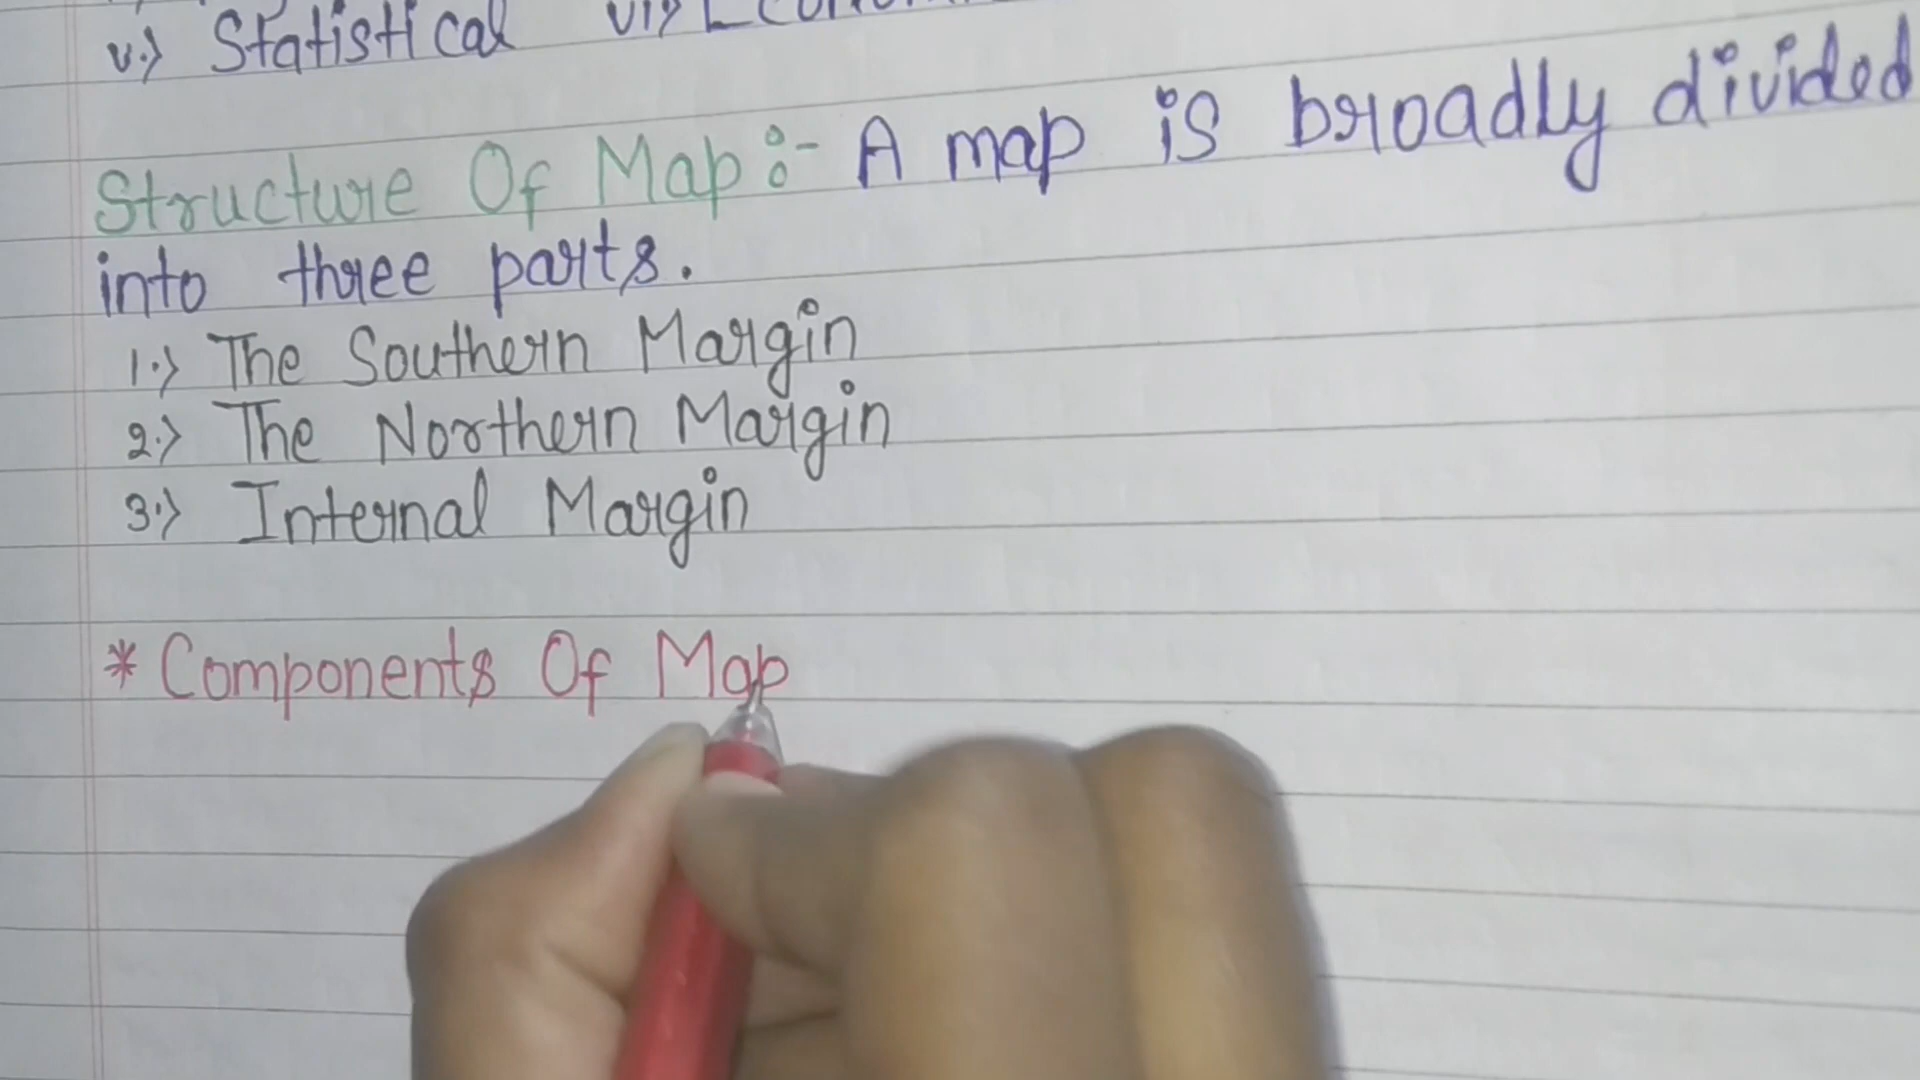 v.) Statistical vi)
Structure Of Map :- A map is broadly divided
into three parts.
1.) The Southern Margin
2.) The Northern Margin
3.) Internal Margin
* Components Of Map